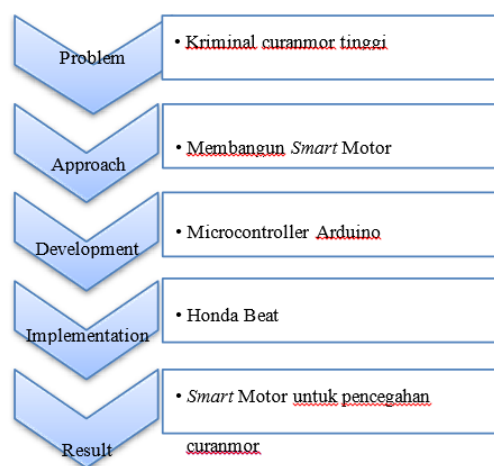 Problem
• Kriminal curanmor tinggi
Approach
• Membangun Smart Motor
Development
• Microcontroller Arduino
Implementation
• Honda Beat
Result
• Smart Motor untuk pencegahan
curanmor